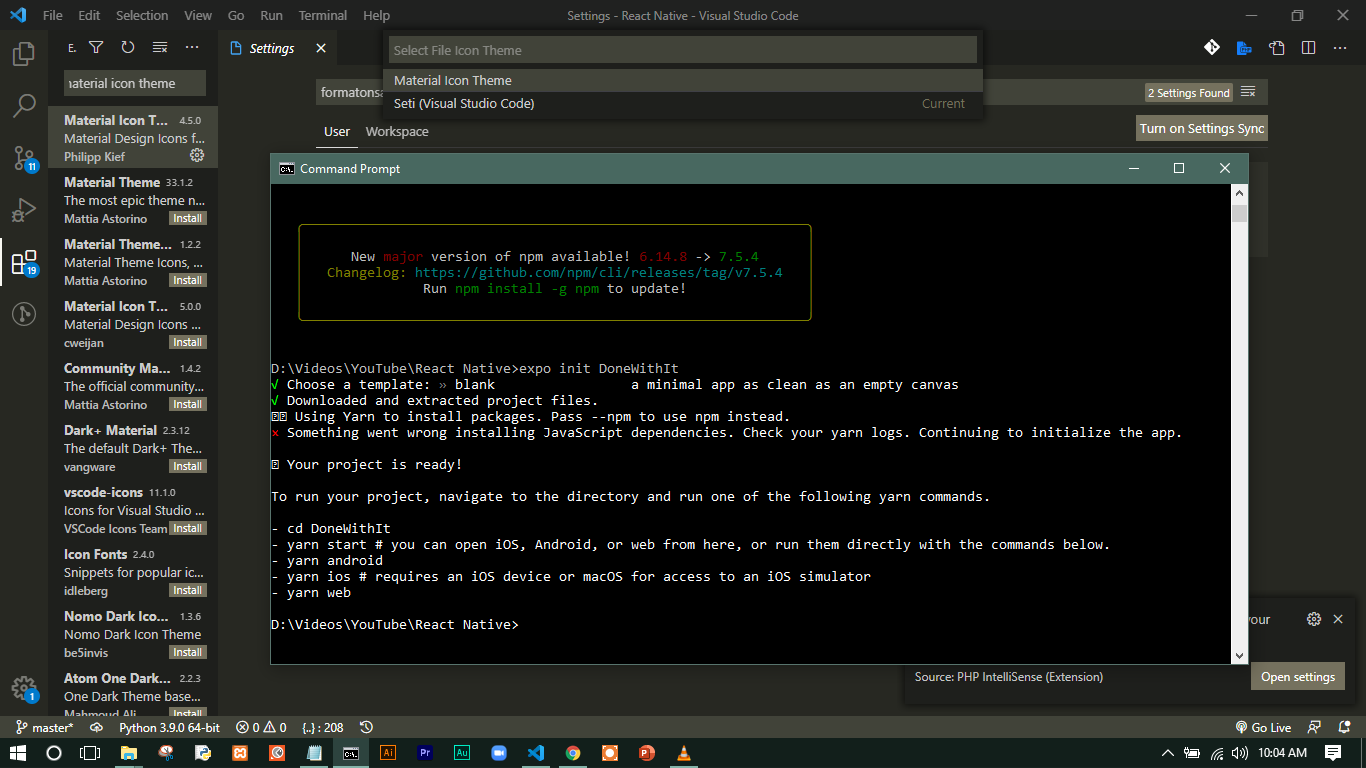 File Edit Selection View Go Run Terminal Help
Settings - React Native - Visual Studio Code
E.
Settings
Select File Icon Theme
Material Icon Theme
Seti (Visual Studio Code) Current
material icon theme
formatonsa
2 Settings Found
User Workspace
Turn on Settings Sync
Material Icon T... 4.5.0
Material Design Icons f...
Philipp Kief
Material Theme 33.1.2
The most epic theme n...
Mattia Astorino Install
Material Theme... 1.2.2
Material Theme Icons, ...
Mattia Astorino Install
Material Icon T... 5.0.0
Material Design Icons ...
cweijan Install
Community Ma... 1.4.2
The official community...
Mattia Astorino Install
Dark+ Material 2.3.12
The default Dark+ The...
vangware Install
vscode-icons 11.1.0
Icons for Visual Studio ...
VSCode Icons Team Install
Icon Fonts 2.4.0
Snippets for popular ic...
idleberg Install
Nomo Dark Ico... 1.3.6
Nomo Dark Icon Theme
be5invis Install
Atom One Dark... 2.2.3
One Dark Theme base...
Mahmoud Ali Install
11
19
1
Command Prompt
New major version of npm available! 6.14.8 -> 7.5.4
Changelog: https://github.com/npm/cli/releases/tag/v7.5.4
Run npm install -g npm to update!
D:\Videos\YouTube\React Native>expo init DoneWithIt
√ Choose a template: » blank a minimal app as clean as an empty canvas
√ Downloaded and extracted project files.
Using Yarn to install packages. Pass --npm to use npm instead.
× Something went wrong installing JavaScript dependencies. Check your yarn logs. Continuing to initialize the app.
Your project is ready!
To run your project, navigate to the directory and run one of the following yarn commands.
- cd DoneWithIt
- yarn start # you can open iOS, Android, or web from here, or run them directly with the commands below.
- yarn android
- yarn ios # requires an iOS device or macOS for access to an iOS simulator
- yarn web
D:\Videos\YouTube\React Native>
your
Source: PHP IntelliSense (Extension)
Open settings
master* Python 3.9.0 64-bit 0 0 {..} : 208
Go Live
Ai Pr Au
10:04 AM